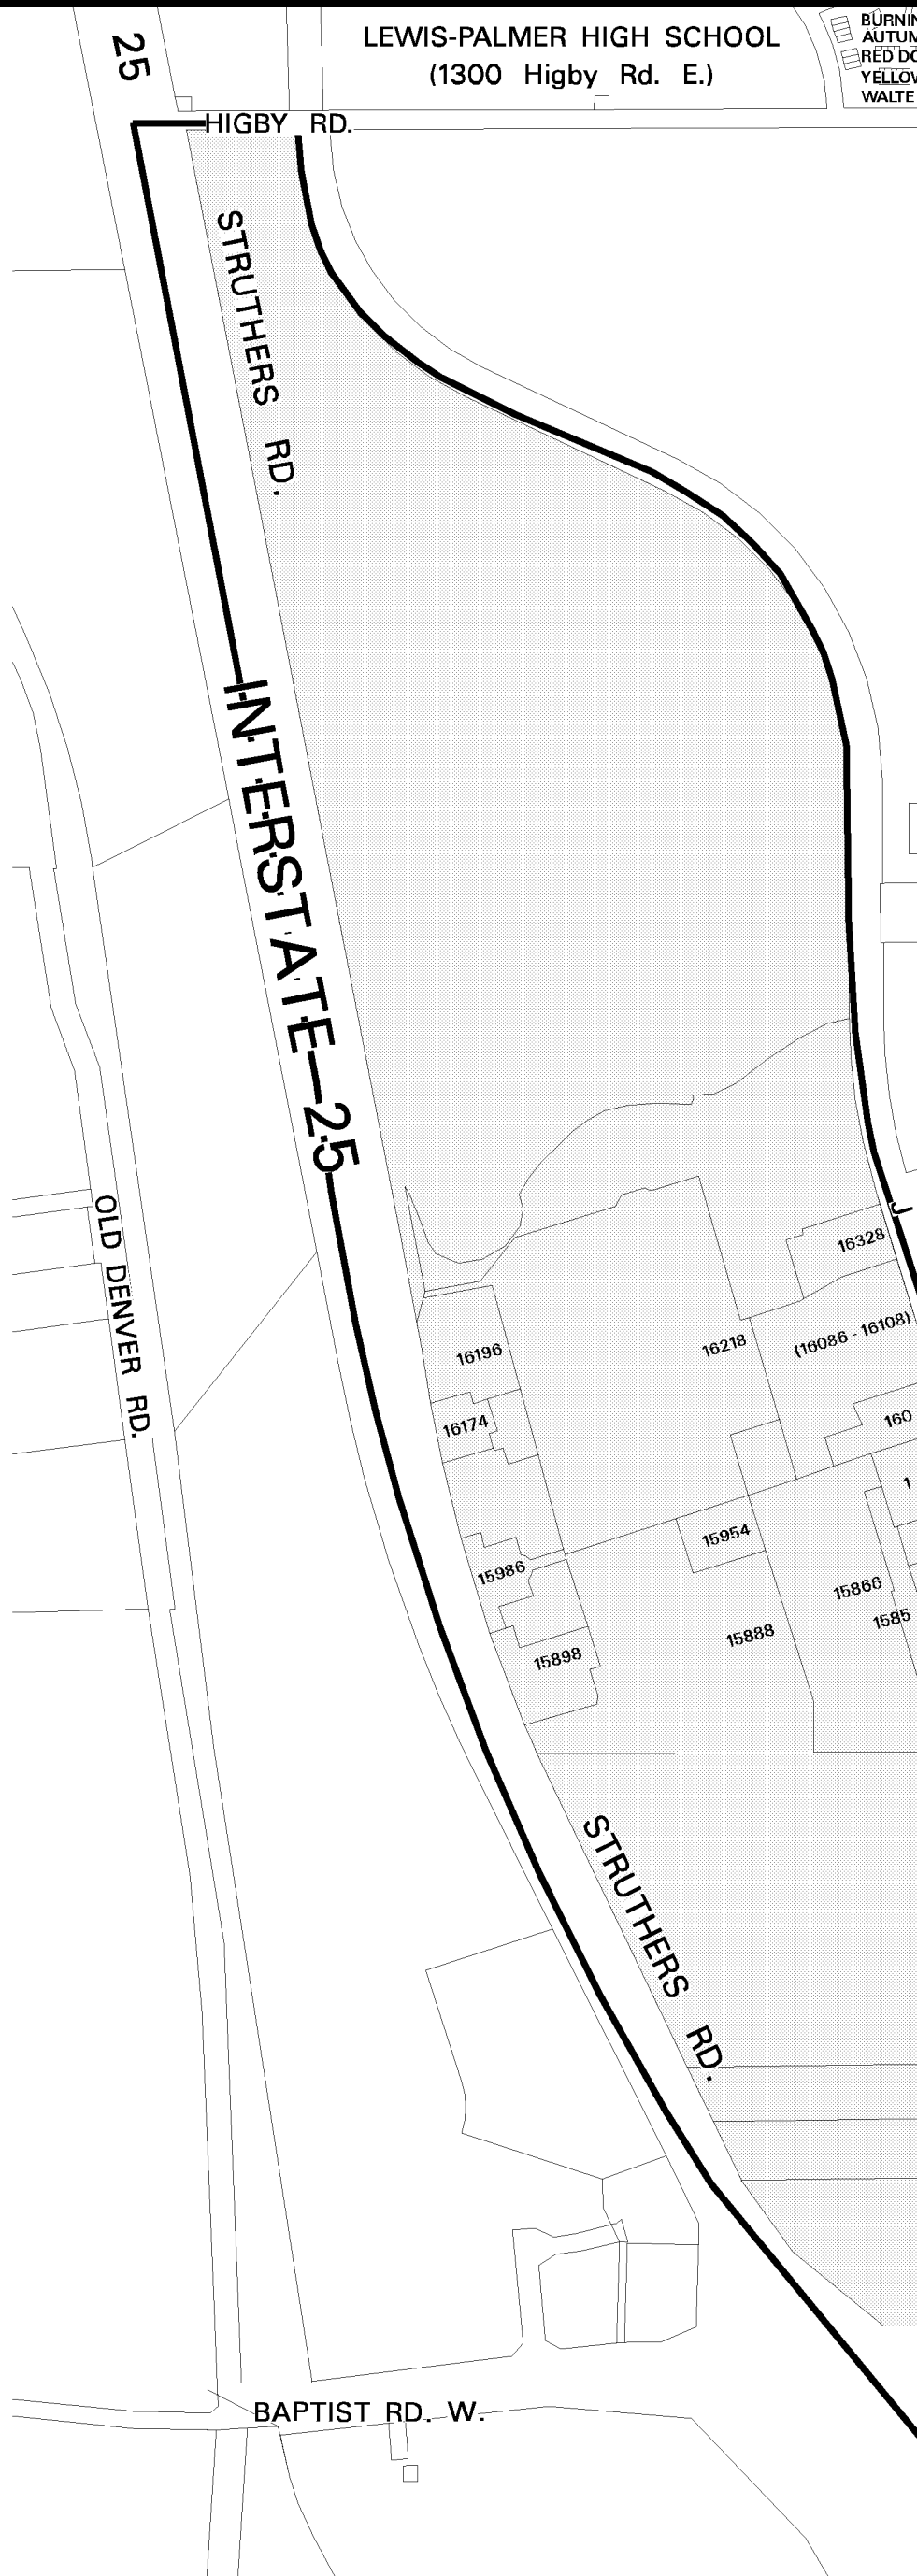 LEWIS-PALMER HIGH SCHOOL
(1300 Higby Rd. E.)
BURNIN
AUTUM
RED DO
YELLOW
WALTE
25
HIGBY RD.
STRUTHERS RD.
INTERSTATE 25
OLD DENVER RD.
J
16328
16196
16218
(16086 - 16108)
16174
160
1
15954
15986
15866
1585
15888
15898
STRUTHERS RD.
BAPTIST RD. W.